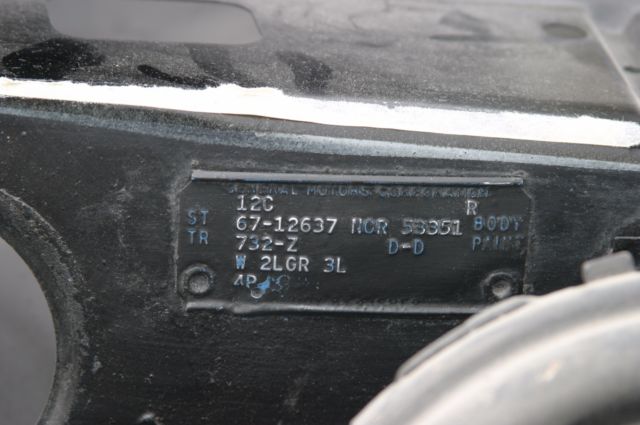 GENERAL MOTORS CORPORATION
12C R
ST 67-12637 NOR 53351 BODY
TR 732-Z D-D PAINT
W 2LGR 3L
4P